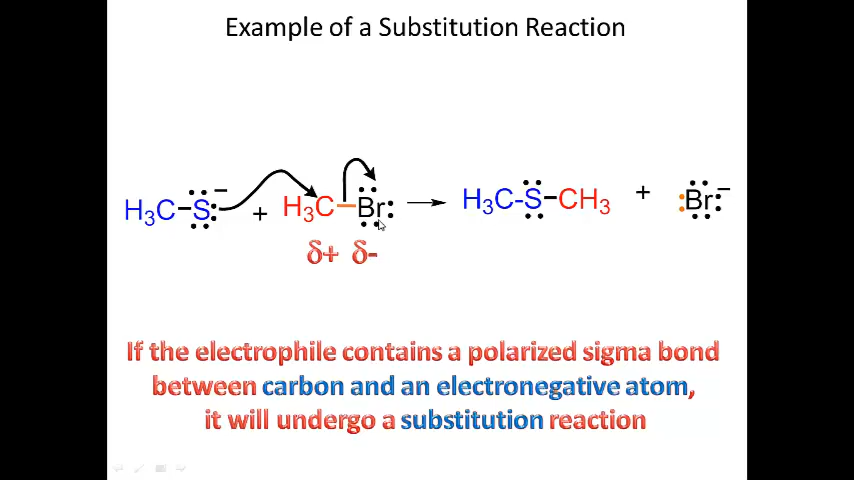 Example of a Substitution Reaction
H₃C–S:⁻ + H₃C–Br: → H₃C-S–CH₃ + :Br:⁻
δ+ δ-
If the electrophile contains a polarized sigma bond
between carbon and an electronegative atom,
it will undergo a substitution reaction